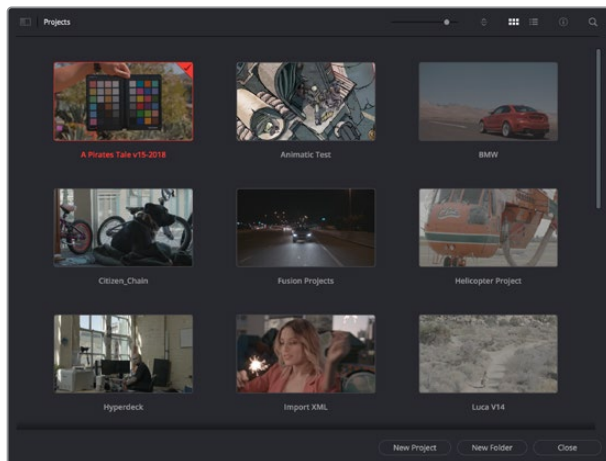 Projects
A Pirates Tale v15-2018
Animatic Test
BMW
Citizen_Chain
Fusion Projects
Helicopter Project
Hyperdeck
Import XML
Luca V14
New Project
New Folder
Close